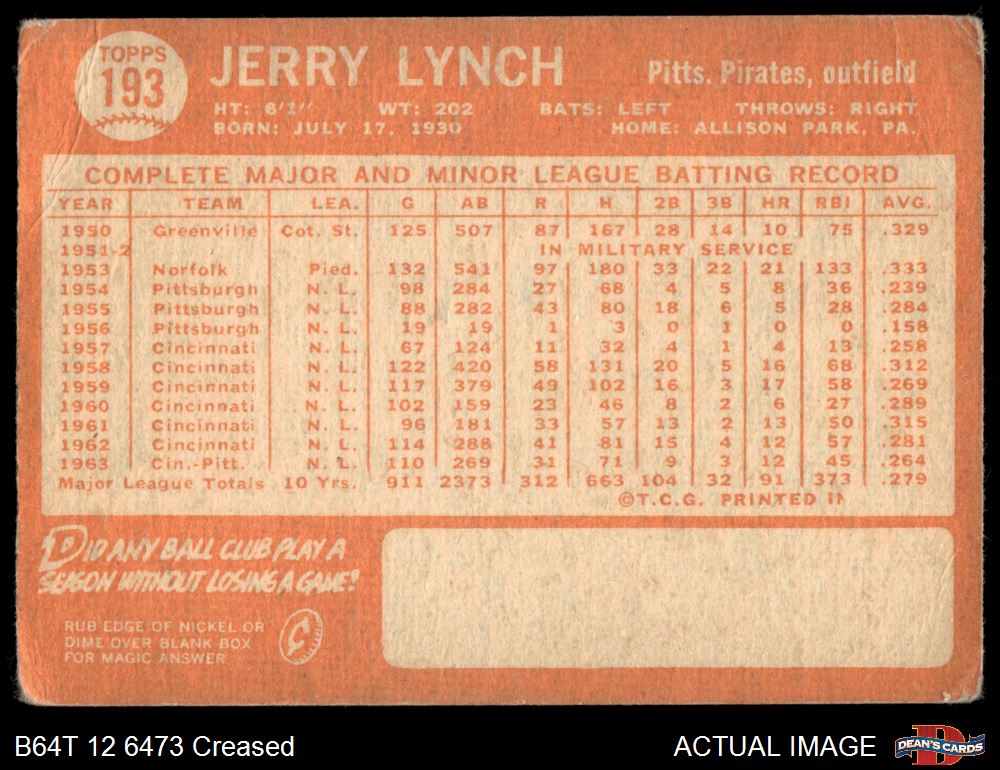 TOPPS
193
JERRY LYNCH
Pitts. Pirates, outfield
HT: 6'1" WT: 202 BATS: LEFT THROWS: RIGHT
BORN: JULY 17, 1930 HOME: ALLISON PARK, PA.
COMPLETE MAJOR AND MINOR LEAGUE BATTING RECORD
YEAR TEAM LEA. G AB R H 2B 3B HR RBI AVG.
1950 Greenville Cot. St. 125 507 87 167 28 14 10 75 .329
1951-2 IN MILITARY SERVICE
1953 Norfolk Pied. 132 541 97 180 33 22 21 133 .333
1954 Pittsburgh N. L. 98 284 27 68 4 5 8 36 .239
1955 Pittsburgh N. L. 88 282 43 80 18 6 5 28 .284
1956 Pittsburgh N. L. 19 19 1 3 0 1 0 0 .158
1957 Cincinnati N. L. 67 124 11 32 4 1 4 13 .258
1958 Cincinnati N. L. 122 420 58 131 20 5 16 68 .312
1959 Cincinnati N. L. 117 379 49 102 16 3 17 58 .269
1960 Cincinnati N. L. 102 159 23 46 8 2 6 27 .289
1961 Cincinnati N. L. 96 181 33 57 13 2 13 50 .315
1962 Cincinnati N. L. 114 288 41 81 15 4 12 57 .281
1963 Cin.-Pitt. N. L. 110 269 31 71 9 3 12 45 .264
Major League Totals 10 Yrs. 911 2373 312 663 104 32 91 373 .279
©T.C.G. PRINTED IN
DID ANY BALL CLUB PLAY A
SEASON WITHOUT LOSING A GAME?
RUB EDGE OF NICKEL OR
DIME OVER BLANK BOX
FOR MAGIC ANSWER
B64T 12 6473 Creased
ACTUAL IMAGE
DEAN'S CARDS